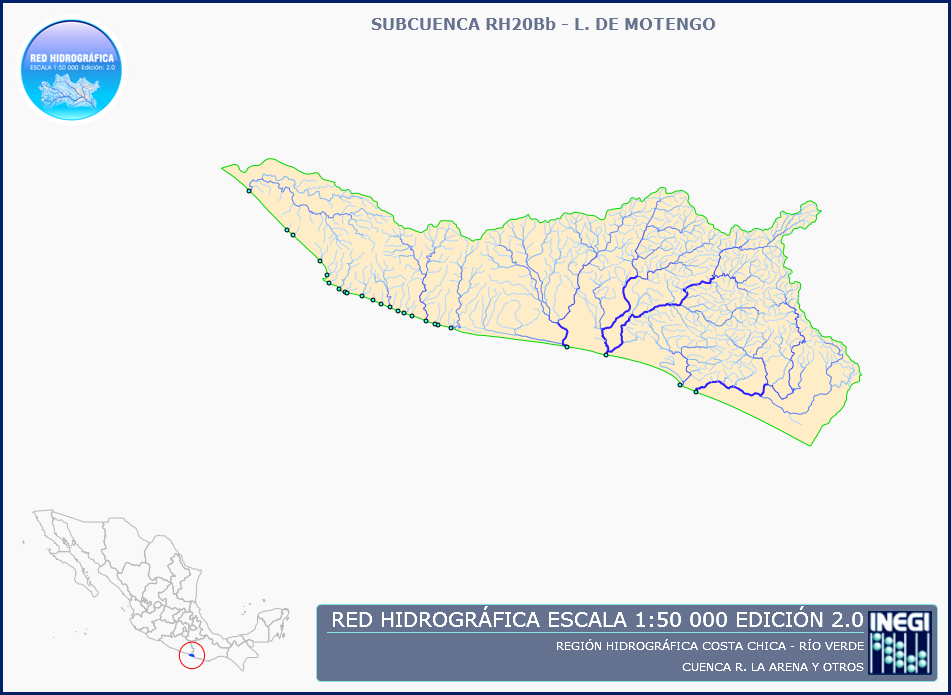 SUBCUENCA RH20Bb - L. DE MOTENGO
RED HIDROGRÁFICA
ESCALA 1:50 000 Edición: 2.0
RED HIDROGRÁFICA ESCALA 1:50 000 EDICIÓN 2.0
INEGI
REGIÓN HIDROGRÁFICA COSTA CHICA - RÍO VERDE
CUENCA R. LA ARENA Y OTROS